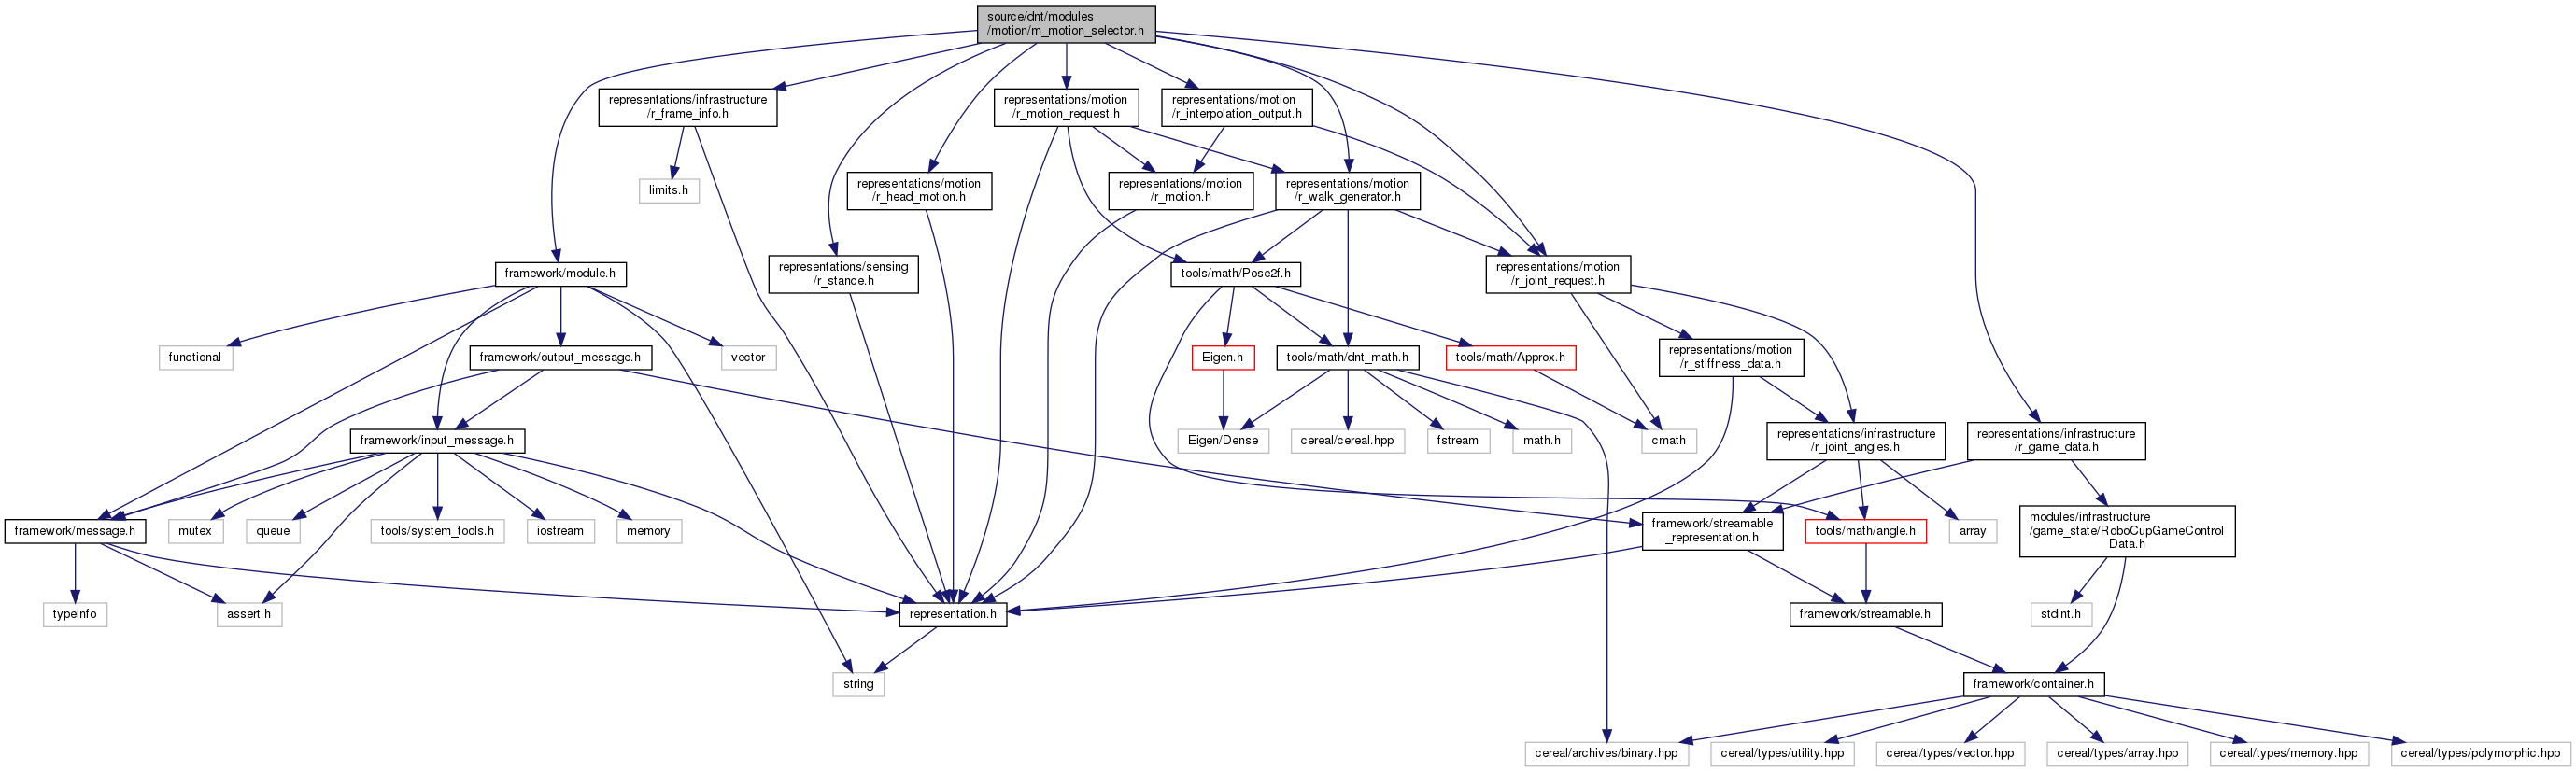 source/dnt/modules
/motion/m_motion_selector.h
representations/infrastructure
/r_frame_info.h
representations/motion
/r_motion_request.h
representations/motion
/r_interpolation_output.h
limits.h
representations/motion
/r_head_motion.h
representations/motion
/r_motion.h
representations/motion
/r_walk_generator.h
framework/module.h
representations/sensing
/r_stance.h
tools/math/Pose2f.h
representations/motion
/r_joint_request.h
functional
framework/output_message.h
vector
Eigen.h
tools/math/dnt_math.h
tools/math/Approx.h
representations/motion
/r_stiffness_data.h
framework/input_message.h
Eigen/Dense
cereal/cereal.hpp
fstream
math.h
cmath
representations/infrastructure
/r_joint_angles.h
representations/infrastructure
/r_game_data.h
framework/message.h
mutex
queue
tools/system_tools.h
iostream
memory
framework/streamable
_representation.h
tools/math/angle.h
array
modules/infrastructure
/game_state/RoboCupGameControl
Data.h
typeinfo
assert.h
representation.h
framework/streamable.h
stdint.h
string
framework/container.h
cereal/archives/binary.hpp
cereal/types/utility.hpp
cereal/types/vector.hpp
cereal/types/array.hpp
cereal/types/memory.hpp
cereal/types/polymorphic.hpp